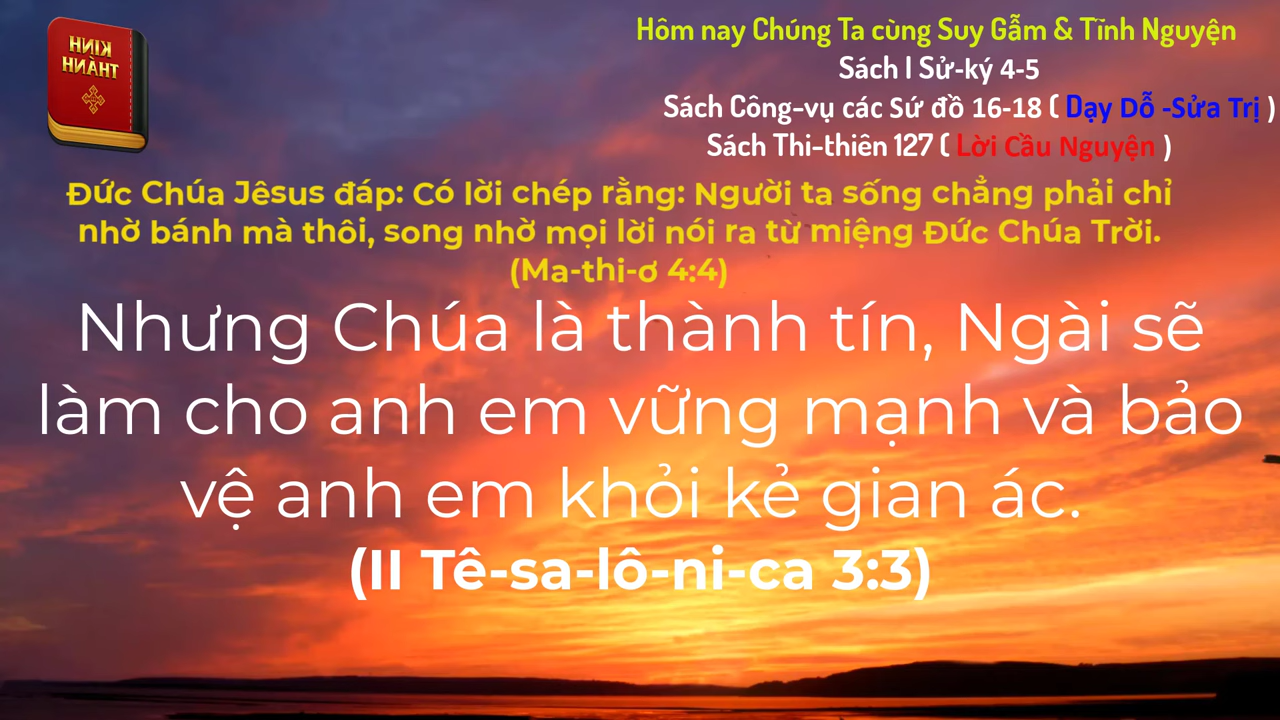 KINH
THÀNH
Hôm nay Chúng Ta cùng Suy Gẫm & Tĩnh Nguyện
Sách I Sử-ký 4-5
Sách Công-vụ các Sứ đồ 16-18 ( Dạy Dỗ -Sửa Trị )
Sách Thi-thiên 127 ( Lời Cầu Nguyện )
Đức Chúa Jêsus đáp: Có lời chép rằng: Người ta sống chẳng phải chỉ
nhờ bánh mà thôi, song nhờ mọi lời nói ra từ miệng Đức Chúa Trời.
(Ma-thi-ơ 4:4)
Nhưng Chúa là thành tín, Ngài sẽ
làm cho anh em vững mạnh và bảo
vệ anh em khỏi kẻ gian ác.
(II Tê-sa-lô-ni-ca 3:3)